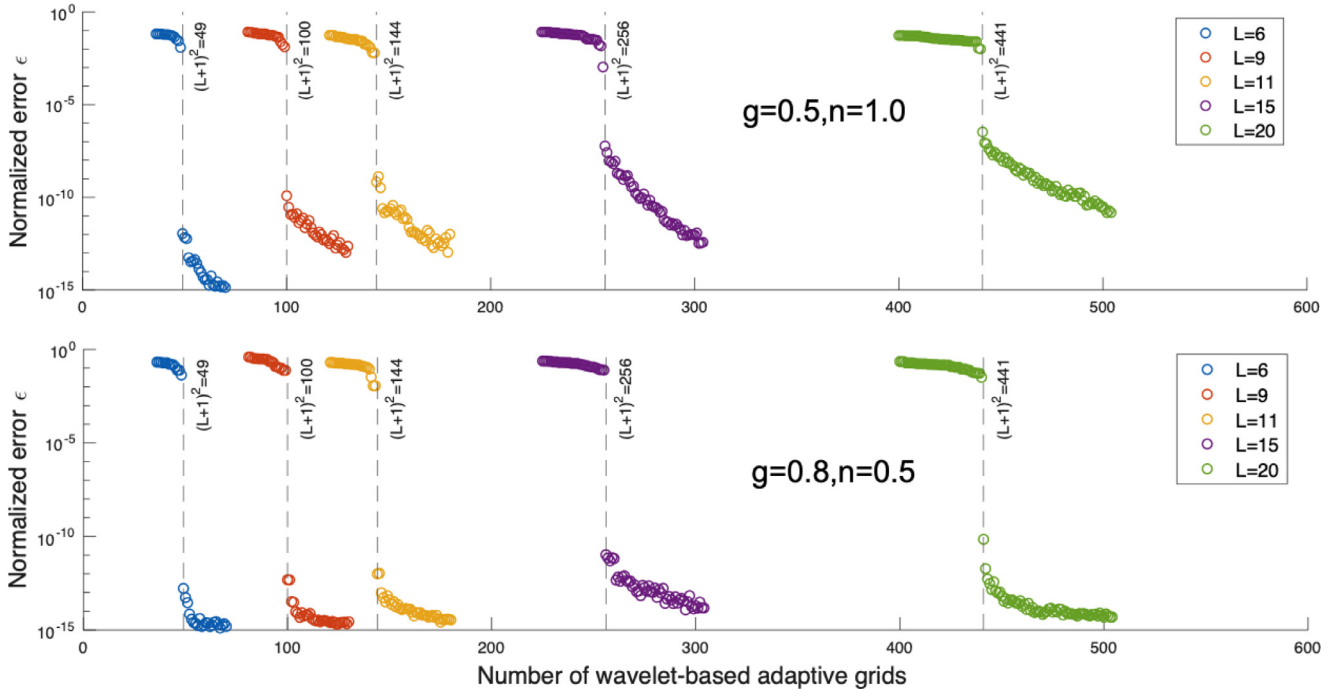 Normalized error ϵ
10^0
10^-5
10^-10
10^-15
(L+1)^2=49
(L+1)^2=100
(L+1)^2=144
(L+1)^2=256
(L+1)^2=441
g=0.5,n=1.0
L=6
L=9
L=11
L=15
L=20
0
100
200
300
400
500
600
Normalized error ϵ
10^0
10^-5
10^-10
10^-15
(L+1)^2=49
(L+1)^2=100
(L+1)^2=144
(L+1)^2=256
(L+1)^2=441
g=0.8,n=0.5
L=6
L=9
L=11
L=15
L=20
0
100
200
300
400
500
600
Number of wavelet-based adaptive grids